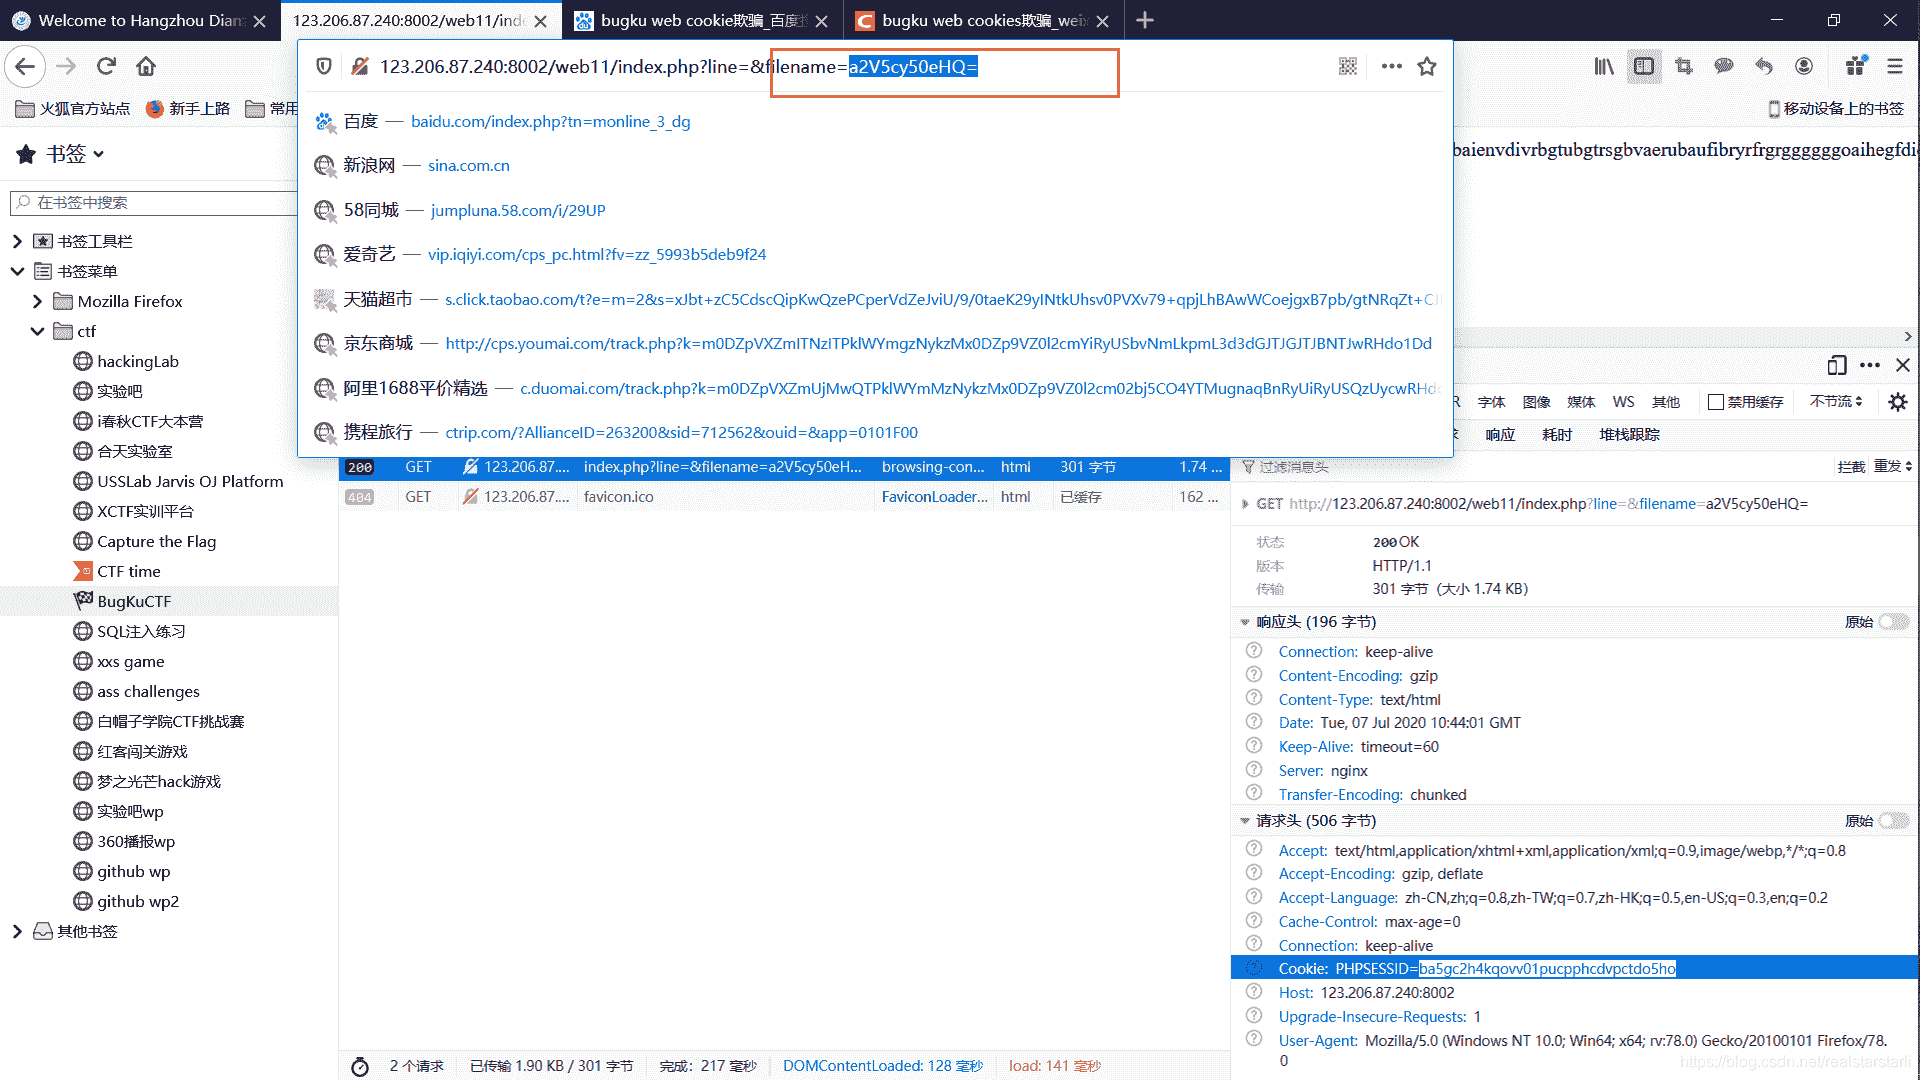 Welcome to Hangzhou Dian
123.206.87.240:8002/web11/inde
bugku web cookie欺骗_百度搜
bugku web cookies欺骗_weix
123.206.87.240:8002/web11/index.php?line=&filename=a2V5cy50eHQ=
火狐官方站点
新手上路
常用
移动设备上的书签
百度 — baidu.com/index.php?tn=monline_3_dg
新浪网 — sina.com.cn
58同城 — jumpluna.58.com/i/29UP
爱奇艺 — vip.iqiyi.com/cps_pc.html?fv=zz_5993b5deb9f24
天猫超市 — s.click.taobao.com/t?e=m=2&s=xJbt+zC5CdscQipKwQzePCperVdZeJviU/9/0taeK29yINtkUhsv0PVXv79+qpjLhBAwWCoejgxB7pb/gtNRqZt+CJ
京东商城 — http://cps.youmai.com/track.php?k=m0DZpVXZmITNzITPklWYmgzNykzMx0DZp9VZ0l2cmYiRyUSbvNmLkpmL3d3dGJTJGJTJBNTJwRHdo1Dd
阿里1688平价精选 — c.duomai.com/track.php?k=m0DZpVXZmUjMwQTPklWYmMzNykzMx0DZp9VZ0l2cm02bj5CO4YTMugnaqBnRyUiRyUSQzUycwRHdo
携程旅行 — ctrip.com/?AllianceID=263200&sid=712562&ouid=&app=0101F00
baienvdivrbgtubgtrsgbvaerubaufibryrfrgrggggggoaihegfdi
书签
在书签中搜索
书签工具栏
书签菜单
Mozilla Firefox
ctf
hackingLab
实验吧
i春秋CTF大本营
合天实验室
USSLab Jarvis OJ Platform
XCTF实训平台
Capture the Flag
CTF time
BugKuCTF
SQL注入练习
xxs game
ass challenges
白帽子学院CTF挑战赛
红客闯关游戏
梦之光芒hack游戏
实验吧wp
360播报wp
github wp
github wp2
其他书签
R 字体 图像 媒体 WS 其他 禁用缓存 不节流
响应 耗时 堆栈跟踪
200 GET 123.206.87.... index.php?line=&filename=a2V5cy50eH... browsing-con... html 301 字节 1.74 ...
404 GET 123.206.87.... favicon.ico FaviconLoader... html 已缓存 162 ...
过滤消息头 拦截 重发
GET http://123.206.87.240:8002/web11/index.php?line=&filename=a2V5cy50eHQ=
状态 200 OK
版本 HTTP/1.1
传输 301 字节 (大小 1.74 KB)
响应头 (196 字节) 原始
Connection: keep-alive
Content-Encoding: gzip
Content-Type: text/html
Date: Tue, 07 Jul 2020 10:44:01 GMT
Keep-Alive: timeout=60
Server: nginx
Transfer-Encoding: chunked
请求头 (506 字节) 原始
Accept: text/html,application/xhtml+xml,application/xml;q=0.9,image/webp,*/*;q=0.8
Accept-Encoding: gzip, deflate
Accept-Language: zh-CN,zh;q=0.8,zh-TW;q=0.7,zh-HK;q=0.5,en-US;q=0.3,en;q=0.2
Cache-Control: max-age=0
Connection: keep-alive
Cookie: PHPSESSID=ba5gc2h4kqovv01pucpphcdvpctdo5ho
Host: 123.206.87.240:8002
Upgrade-Insecure-Requests: 1
User-Agent: Mozilla/5.0 (Windows NT 10.0; Win64; x64; rv:78.0) Gecko/20100101 Firefox/78.
0
2 个请求 已传输 1.90 KB / 301 字节 完成：217 毫秒 DOMContentLoaded: 128 毫秒 load: 141 毫秒
https://blog.csdn.net/realstarstarli